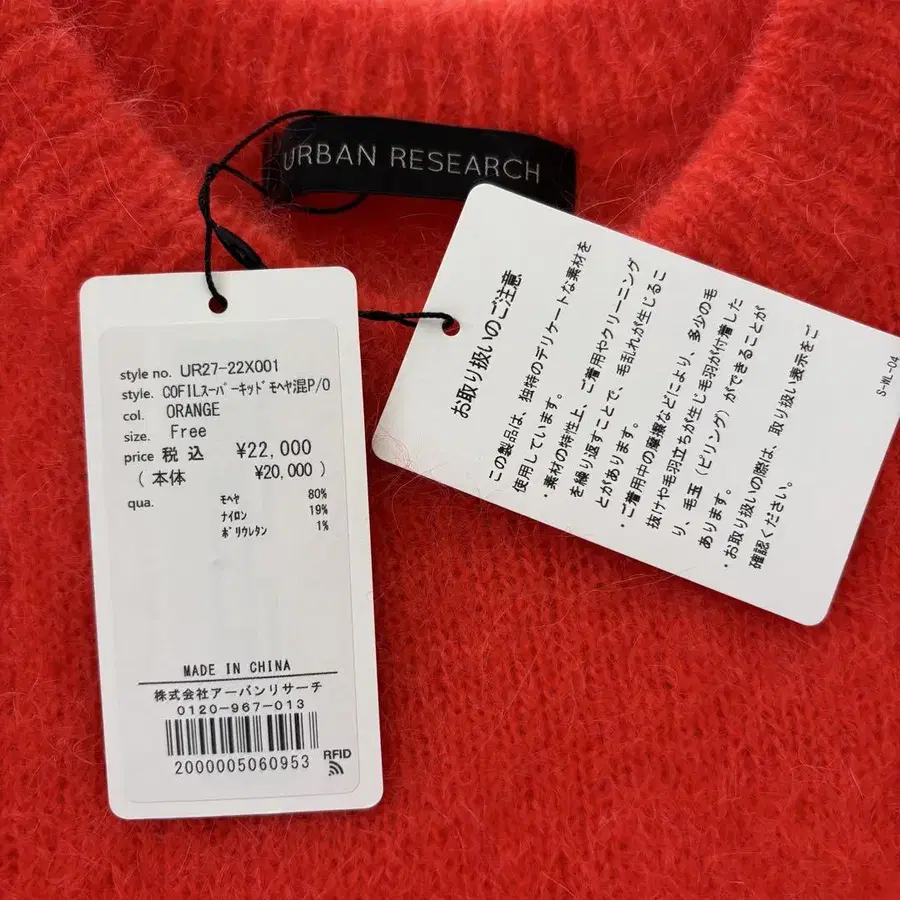 URBAN RESEARCH
style no. UR27-22X001
style. COFILスーパーキッドモヘヤ混P/O
col. ORANGE
size. Free
price 税込 ¥22,000
(本体 ¥20,000)
qua. モヘヤ 80%
ナイロン 19%
ポリウレタン 1%
MADE IN CHINA
株式会社アーバンリサーチ
0120-967-013
2000005060953
RFID
お取り扱いのご注意
この製品は、独特のデリケートな素材を
使用しています。
・素材の特性上、ご着用やクリーニング
を繰り返すことで、毛乱れが生じるこ
とがあります。
・ご着用中の摩擦などにより、多少の毛
抜けや毛羽立ちが生じ毛羽が付着した
り、毛玉(ピリング)ができることが
あります。
・お取り扱いの際は、取り扱い表示をご
確認ください。
S-WL-04